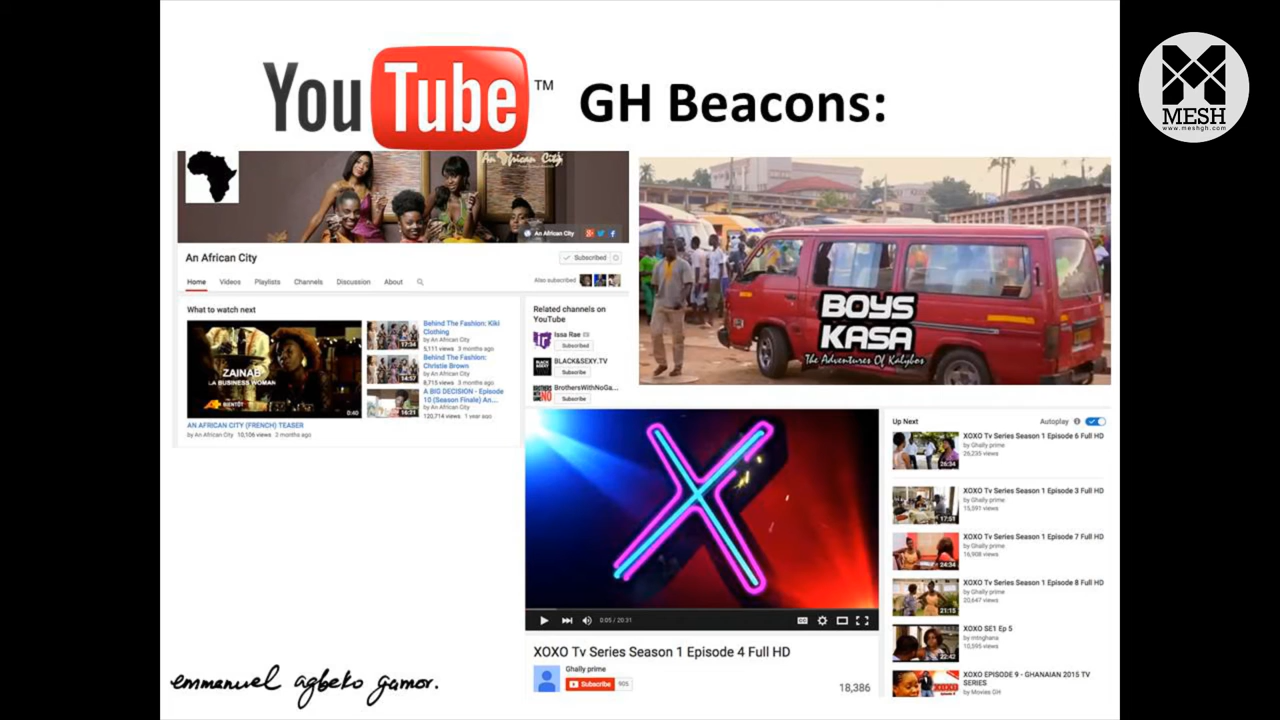 YouTube™ GH Beacons:
MESH
www.meshgh.com
An African City
An African City
An African City
Subscribed
Home Videos Playlists Channels Discussion About
Also subscribed
What to watch next
ZAINAB
LA BUSINESS WOMAN
BIENTÔT
0:40
AN AFRICAN CITY (FRENCH) TEASER
by An African City 10,106 views 3 months ago
17:34
Behind The Fashion: Kiki
Clothing
by An African City
5,111 views 3 months ago
14:57
Behind The Fashion:
Christie Brown
by An African City
8,715 views 3 months ago
16:21
A BIG DECISION - Episode
10 (Season Finale) An...
by An African City
120,714 views 1 year ago
Related channels on
YouTube
Issa Rae
Subscribed
BLACK&SEXY.TV
Subscribe
BrothersWithNoGa...
Subscribe
BOYS
KASA
The Adventures Of Kalybos
0:05 / 20:31
XOXO Tv Series Season 1 Episode 4 Full HD
Ghally prime
Subscribe 905
18,386
Up Next Autoplay
XOXO Tv Series Season 1 Episode 6 Full HD
by Ghally prime
26,235 views
26:34
XOXO Tv Series Season 1 Episode 3 Full HD
by Ghally prime
15,591 views
17:51
XOXO Tv Series Season 1 Episode 7 Full HD
by Ghally prime
16,908 views
24:34
XOXO Tv Series Season 1 Episode 8 Full HD
by Ghally prime
20,647 views
21:15
XOXO SE1 Ep 5
by mtnghana
10,595 views
22:42
XOXO EPISODE 9 - GHANAIAN 2015 TV
SERIES
by Movies GH
emmanuel agbeko gamor.